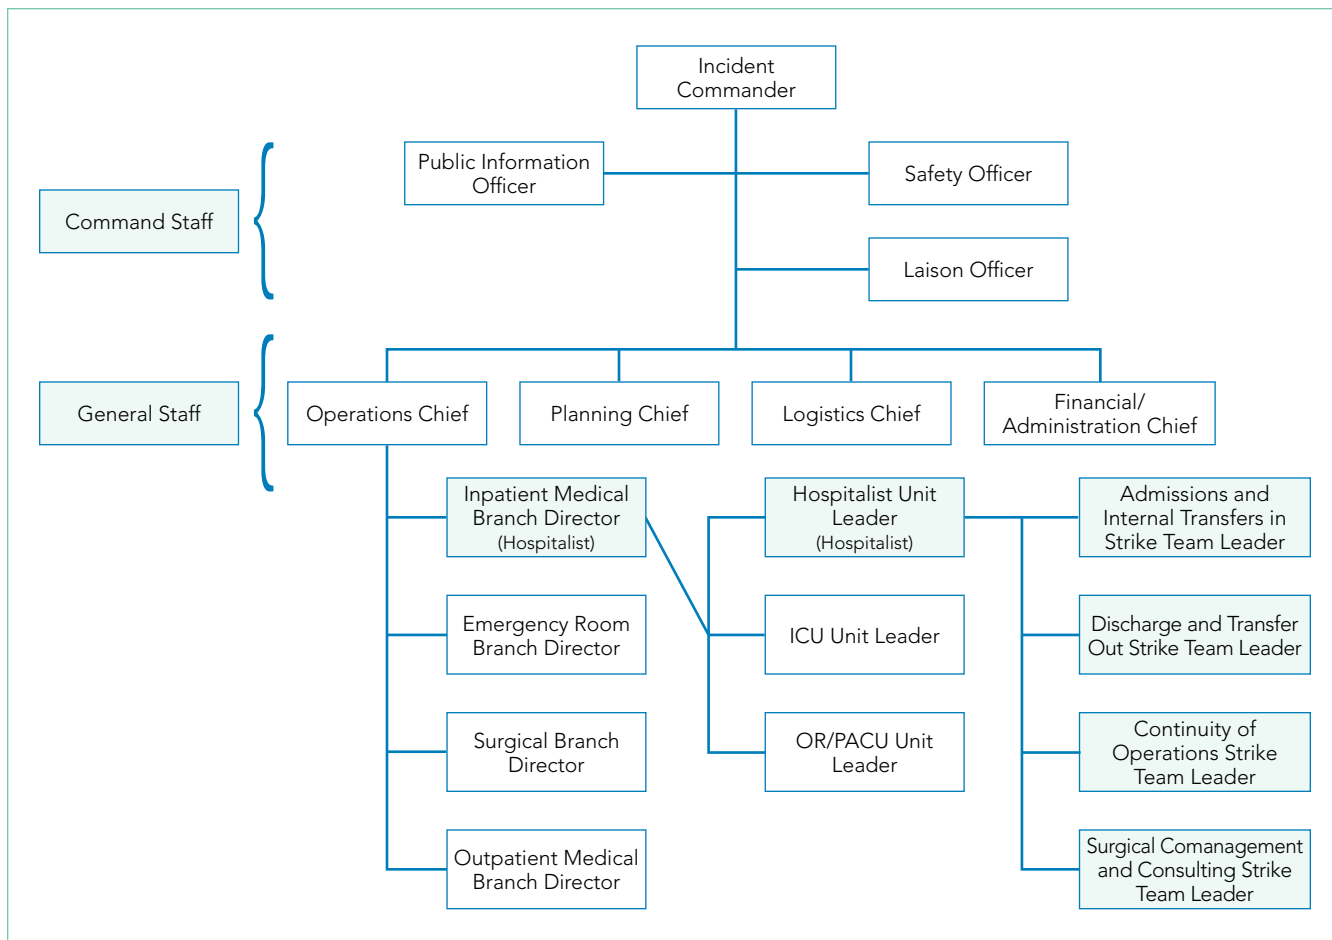 Incident
Commander
Public Information
Officer
Safety Officer
Command Staff
Laison Officer
General Staff
Operations Chief
Planning Chief
Logistics Chief
Financial/
Administration Chief
Inpatient Medical
Branch Director
(Hospitalist)
Hospitalist Unit
Leader
(Hospitalist)
Admissions and
Internal Transfers in
Strike Team Leader
Emergency Room
Branch Director
ICU Unit Leader
Discharge and Transfer
Out Strike Team Leader
Surgical Branch
Director
OR/PACU Unit
Leader
Continuity of
Operations Strike
Team Leader
Outpatient Medical
Branch Director
Surgical Comanagement
and Consulting Strike
Team Leader